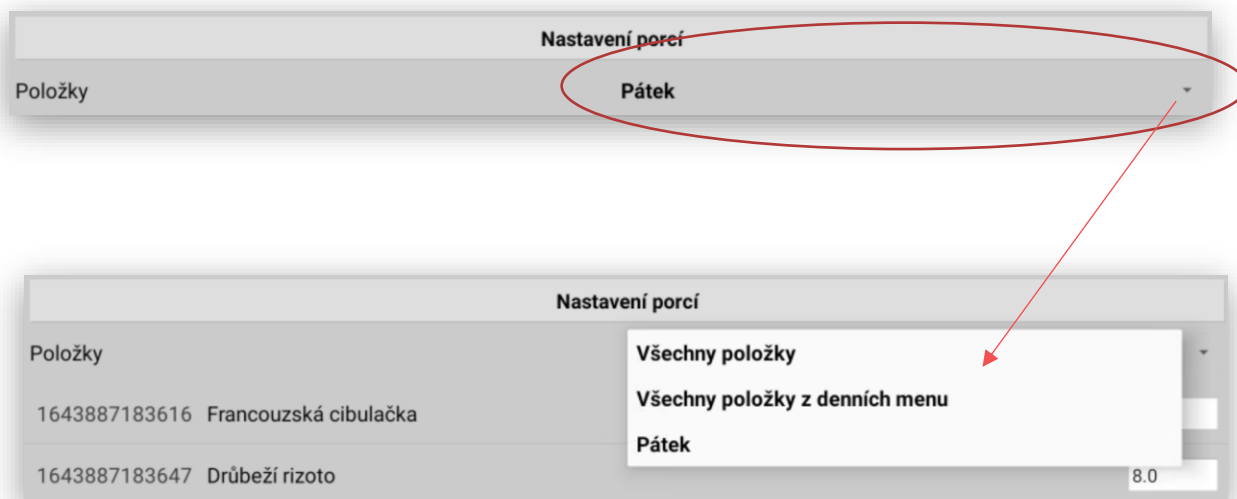 Nastavení porcí
Položky Pátek
Nastavení porcí
Položky
Všechny položky
Všechny položky z denních menu
Pátek
1643887183616 Francouzská cibulačka
1643887183647 Drůbeží rizoto 8.0